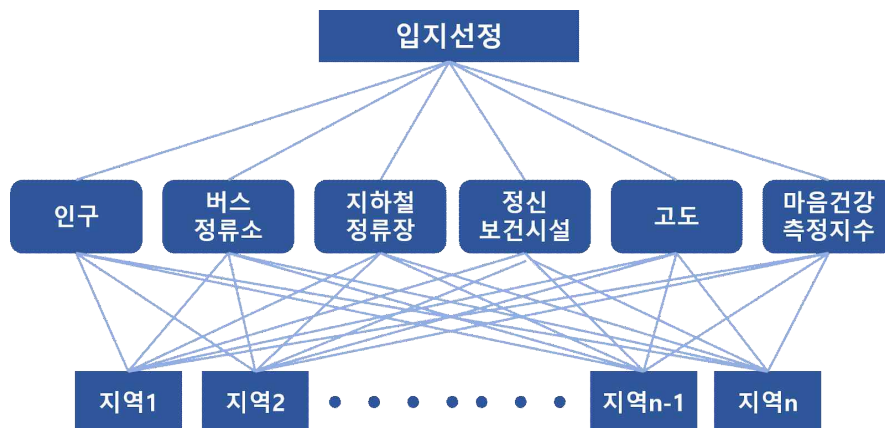 입지선정
인구
버스
정류소
지하철
정류장
정신
보건시설
고도
마음건강
측정지수
지역1
지역2
지역n-1
지역n